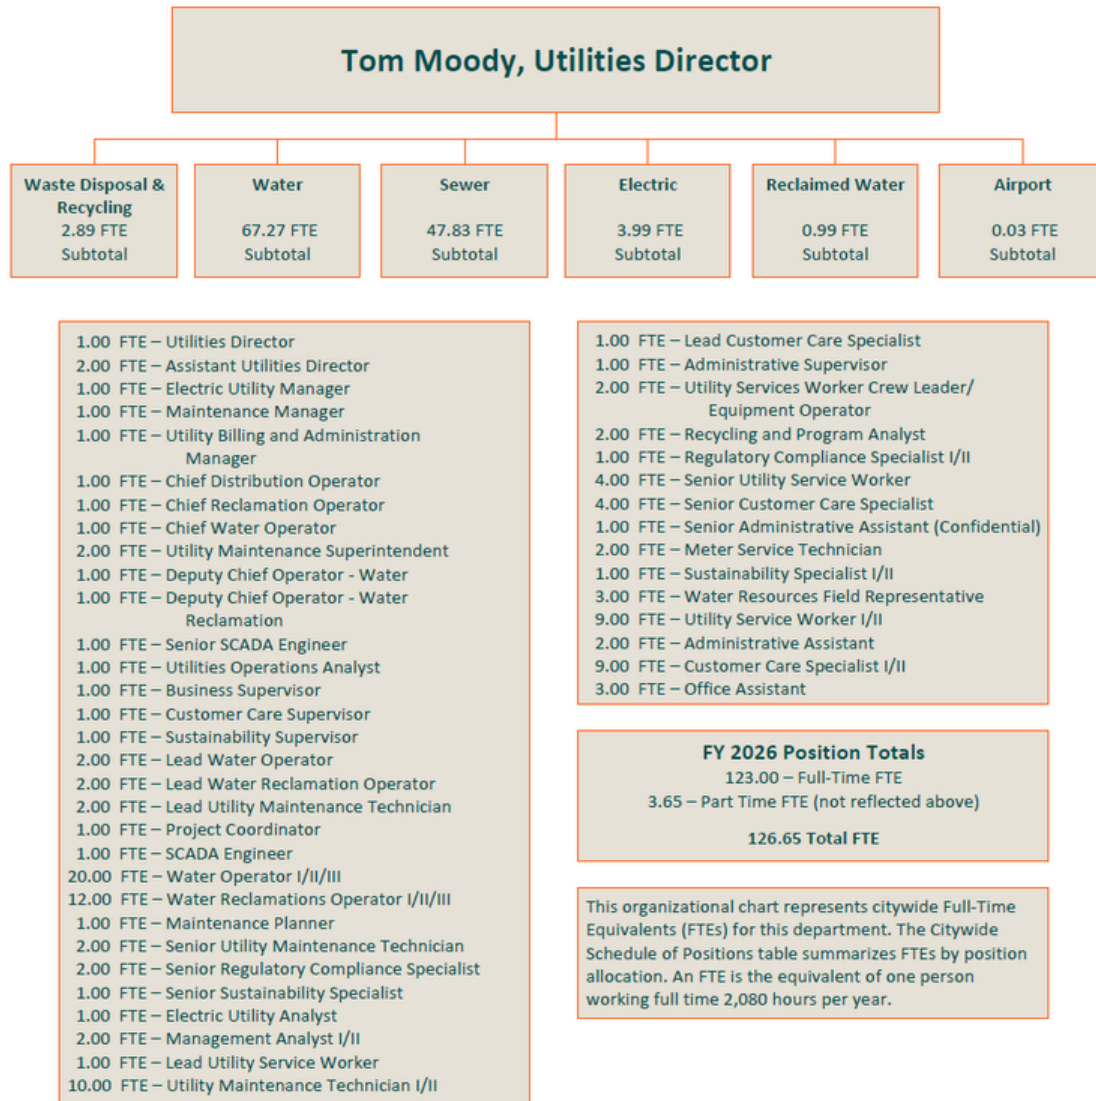 Tom Moody, Utilities Director
Waste Disposal &
Recycling
2.89 FTE
Subtotal
Water
67.27 FTE
Subtotal
Sewer
47.83 FTE
Subtotal
Electric
3.99 FTE
Subtotal
Reclaimed Water
0.99 FTE
Subtotal
Airport
0.03 FTE
Subtotal
1.00 FTE – Utilities Director
2.00 FTE – Assistant Utilities Director
1.00 FTE – Electric Utility Manager
1.00 FTE – Maintenance Manager
1.00 FTE – Utility Billing and Administration
Manager
1.00 FTE – Chief Distribution Operator
1.00 FTE – Chief Reclamation Operator
1.00 FTE – Chief Water Operator
2.00 FTE – Utility Maintenance Superintendent
1.00 FTE – Deputy Chief Operator - Water
1.00 FTE – Deputy Chief Operator - Water
Reclamation
1.00 FTE – Senior SCADA Engineer
1.00 FTE – Utilities Operations Analyst
1.00 FTE – Business Supervisor
1.00 FTE – Customer Care Supervisor
1.00 FTE – Sustainability Supervisor
2.00 FTE – Lead Water Operator
2.00 FTE – Lead Water Reclamation Operator
2.00 FTE – Lead Utility Maintenance Technician
1.00 FTE – Project Coordinator
1.00 FTE – SCADA Engineer
20.00 FTE – Water Operator I/II/III
12.00 FTE – Water Reclamations Operator I/II/III
1.00 FTE – Maintenance Planner
2.00 FTE – Senior Utility Maintenance Technician
2.00 FTE – Senior Regulatory Compliance Specialist
1.00 FTE – Senior Sustainability Specialist
1.00 FTE – Electric Utility Analyst
2.00 FTE – Management Analyst I/II
1.00 FTE – Lead Utility Service Worker
10.00 FTE – Utility Maintenance Technician I/II
1.00 FTE – Lead Customer Care Specialist
1.00 FTE – Administrative Supervisor
2.00 FTE – Utility Services Worker Crew Leader/
Equipment Operator
2.00 FTE – Recycling and Program Analyst
1.00 FTE – Regulatory Compliance Specialist I/II
4.00 FTE – Senior Utility Service Worker
4.00 FTE – Senior Customer Care Specialist
1.00 FTE – Senior Administrative Assistant (Confidential)
2.00 FTE – Meter Service Technician
1.00 FTE – Sustainability Specialist I/II
3.00 FTE – Water Resources Field Representative
9.00 FTE – Utility Service Worker I/II
2.00 FTE – Administrative Assistant
9.00 FTE – Customer Care Specialist I/II
3.00 FTE – Office Assistant
FY 2026 Position Totals
123.00 – Full-Time FTE
3.65 – Part Time FTE (not reflected above)
126.65 Total FTE
This organizational chart represents citywide Full-Time
Equivalents (FTEs) for this department. The Citywide
Schedule of Positions table summarizes FTEs by position
allocation. An FTE is the equivalent of one person
working full time 2,080 hours per year.